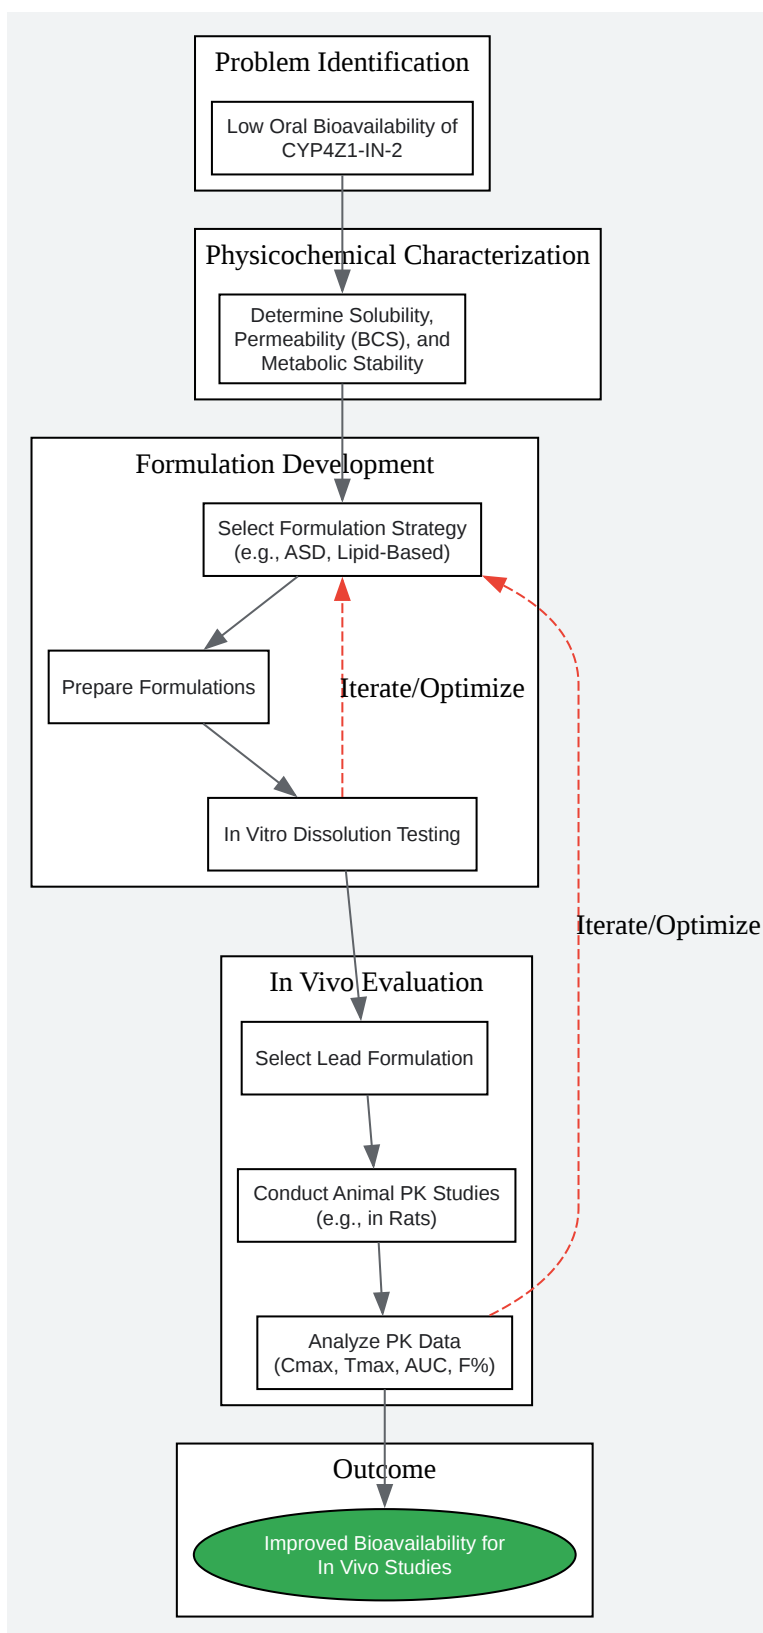 Problem Identification
Low Oral Bioavailability of
CYP4Z1-IN-2
Physicochemical Characterization
Determine Solubility,
Permeability (BCS), and
Metabolic Stability
Formulation Development
Select Formulation Strategy
(e.g., ASD, Lipid-Based)
Prepare Formulations
Iterate/Optimize
In Vitro Dissolution Testing
Iterate/Optimize
In Vivo Evaluation
Select Lead Formulation
Conduct Animal PK Studies
(e.g., in Rats)
Analyze PK Data
(Cmax, Tmax, AUC, F%)
Outcome
Improved Bioavailability for
In Vivo Studies